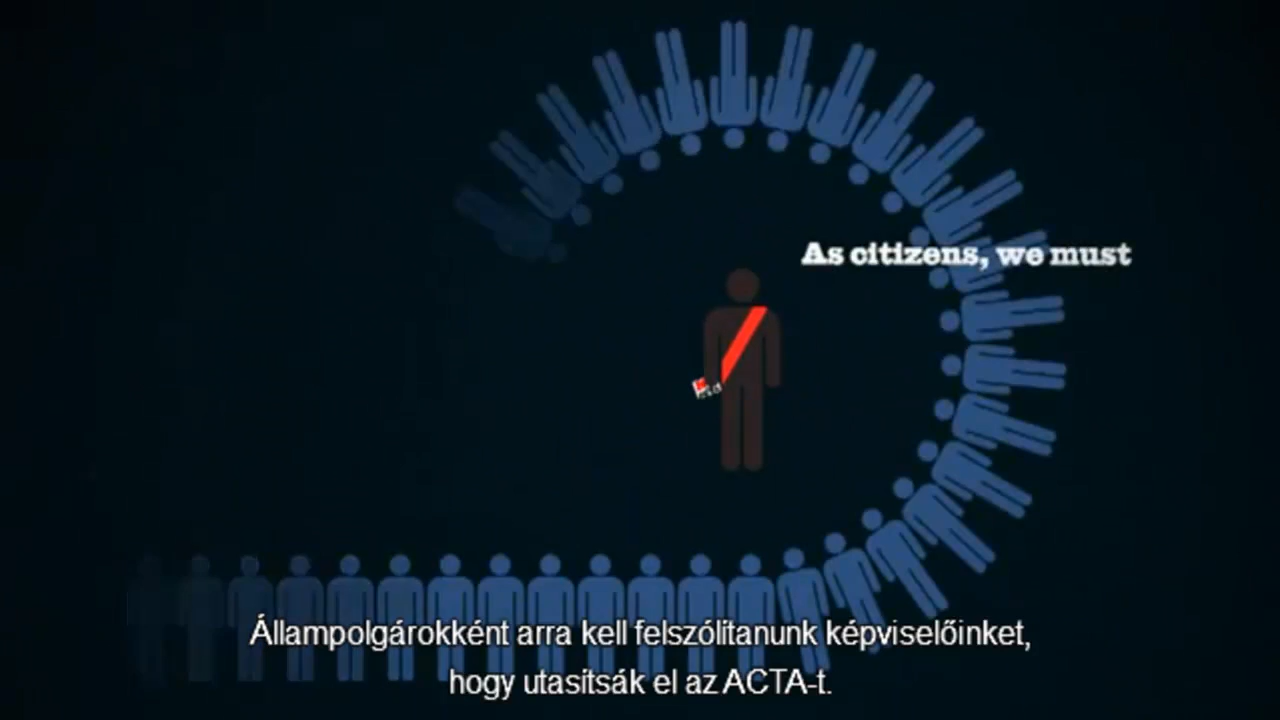 As citizens, we must
Állampolgárokként arra kell felszólítanunk képviselőinket,
hogy utasítsák el az ACTA-t.